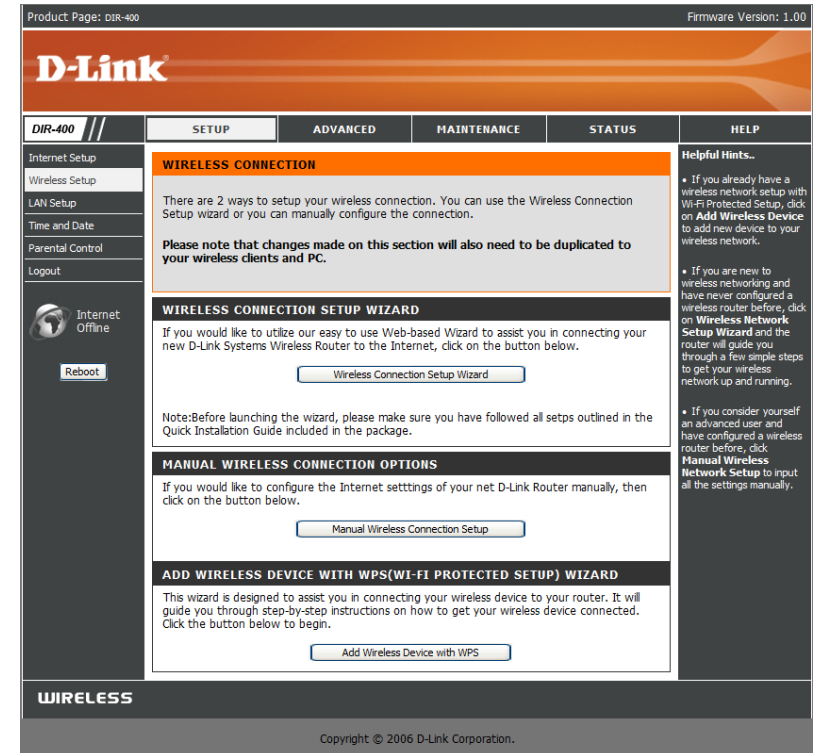 Product Page: DIR-400
Firmware Version: 1.00
D-Link
DIR-400
SETUP
ADVANCED
MAINTENANCE
STATUS
HELP
Internet Setup
Wireless Setup
LAN Setup
Time and Date
Parental Control
Logout
Internet
Offline
Reboot
WIRELESS CONNECTION
There are 2 ways to setup your wireless connection. You can use the Wireless Connection
Setup wizard or you can manually configure the connection.
Please note that changes made on this section will also need to be duplicated to
your wireless clients and PC.
WIRELESS CONNECTION SETUP WIZARD
If you would like to utilize our easy to use Web-based Wizard to assist you in connecting your
new D-Link Systems Wireless Router to the Internet, click on the button below.
Wireless Connection Setup Wizard
Note:Before launching the wizard, please make sure you have followed all setps outlined in the
Quick Installation Guide included in the package.
MANUAL WIRELESS CONNECTION OPTIONS
If you would like to configure the Internet setttings of your net D-Link Router manually, then
click on the button below.
Manual Wireless Connection Setup
ADD WIRELESS DEVICE WITH WPS(WI-FI PROTECTED SETUP) WIZARD
This wizard is designed to assist you in connecting your wireless device to your router. It will
guide you through step-by-step instructions on how to get your wireless device connected.
Click the button below to begin.
Add Wireless Device with WPS
Helpful Hints..
• If you already have a
wireless network setup with
Wi-Fi Protected Setup, click
on Add Wireless Device
to add new device to your
wireless network.
• If you are new to
wireless networking and
have never configured a
wireless router before, click
on Wireless Network
Setup Wizard and the
router will guide you
through a few simple steps
to get your wireless
network up and running.
• If you consider yourself
an advanced user and
have configured a wireless
router before, click
Manual Wireless
Network Setup to input
all the settings manually.
WIRELESS
Copyright © 2006 D-Link Corporation.